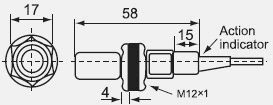 17
58
15
Action
indicator
4
M12×1